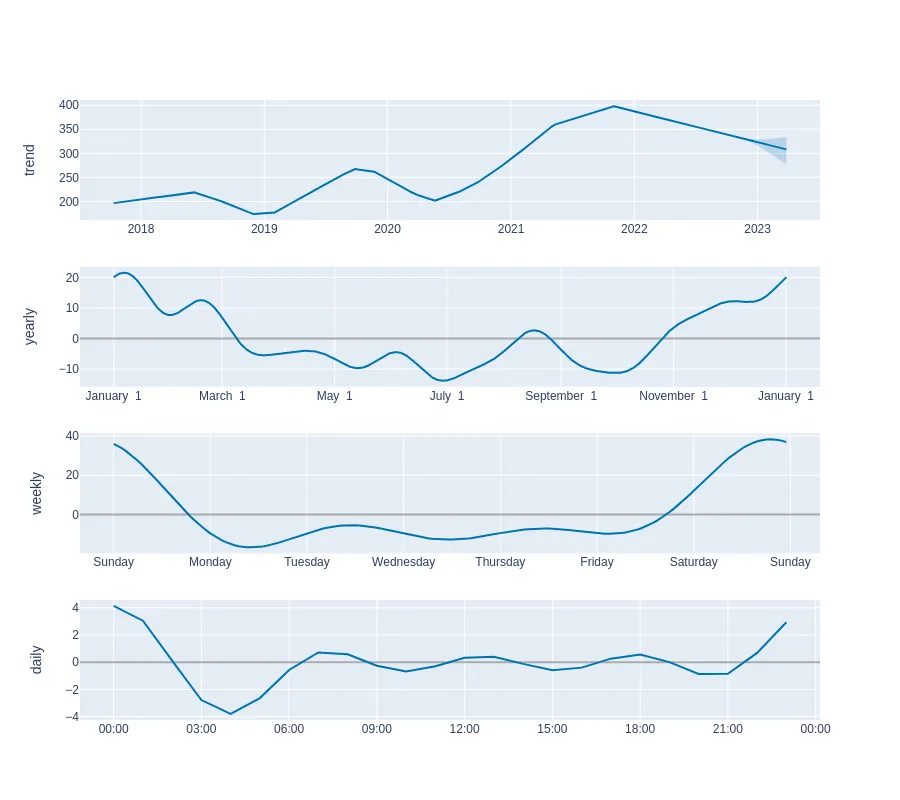 trend
400
350
300
250
200
2018 2019 2020 2021 2022 2023
yearly
20
10
0
−10
January 1 March 1 May 1 July 1 September 1 November 1 January 1
weekly
40
20
0
Sunday Monday Tuesday Wednesday Thursday Friday Saturday Sunday
daily
4
2
0
−2
−4
00:00 03:00 06:00 09:00 12:00 15:00 18:00 21:00 00:00